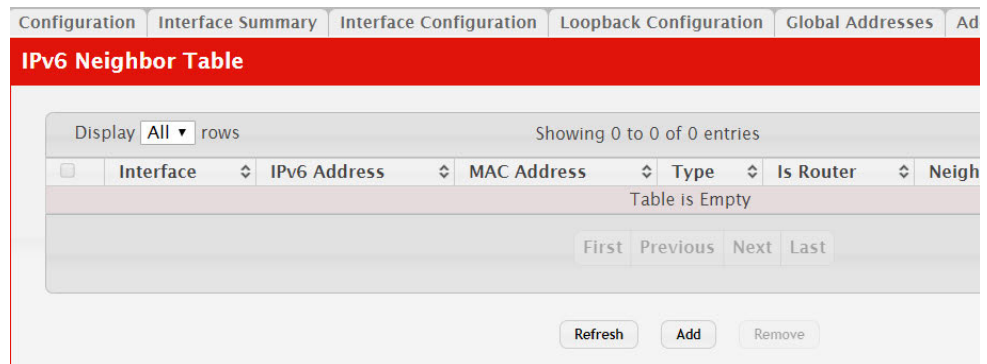 Configuration Interface Summary Interface Configuration Loopback Configuration Global Addresses Ad
IPv6 Neighbor Table
Display All rows Showing 0 to 0 of 0 entries
Interface IPv6 Address MAC Address Type Is Router Neigh
Table is Empty
First Previous Next Last
Refresh Add Remove